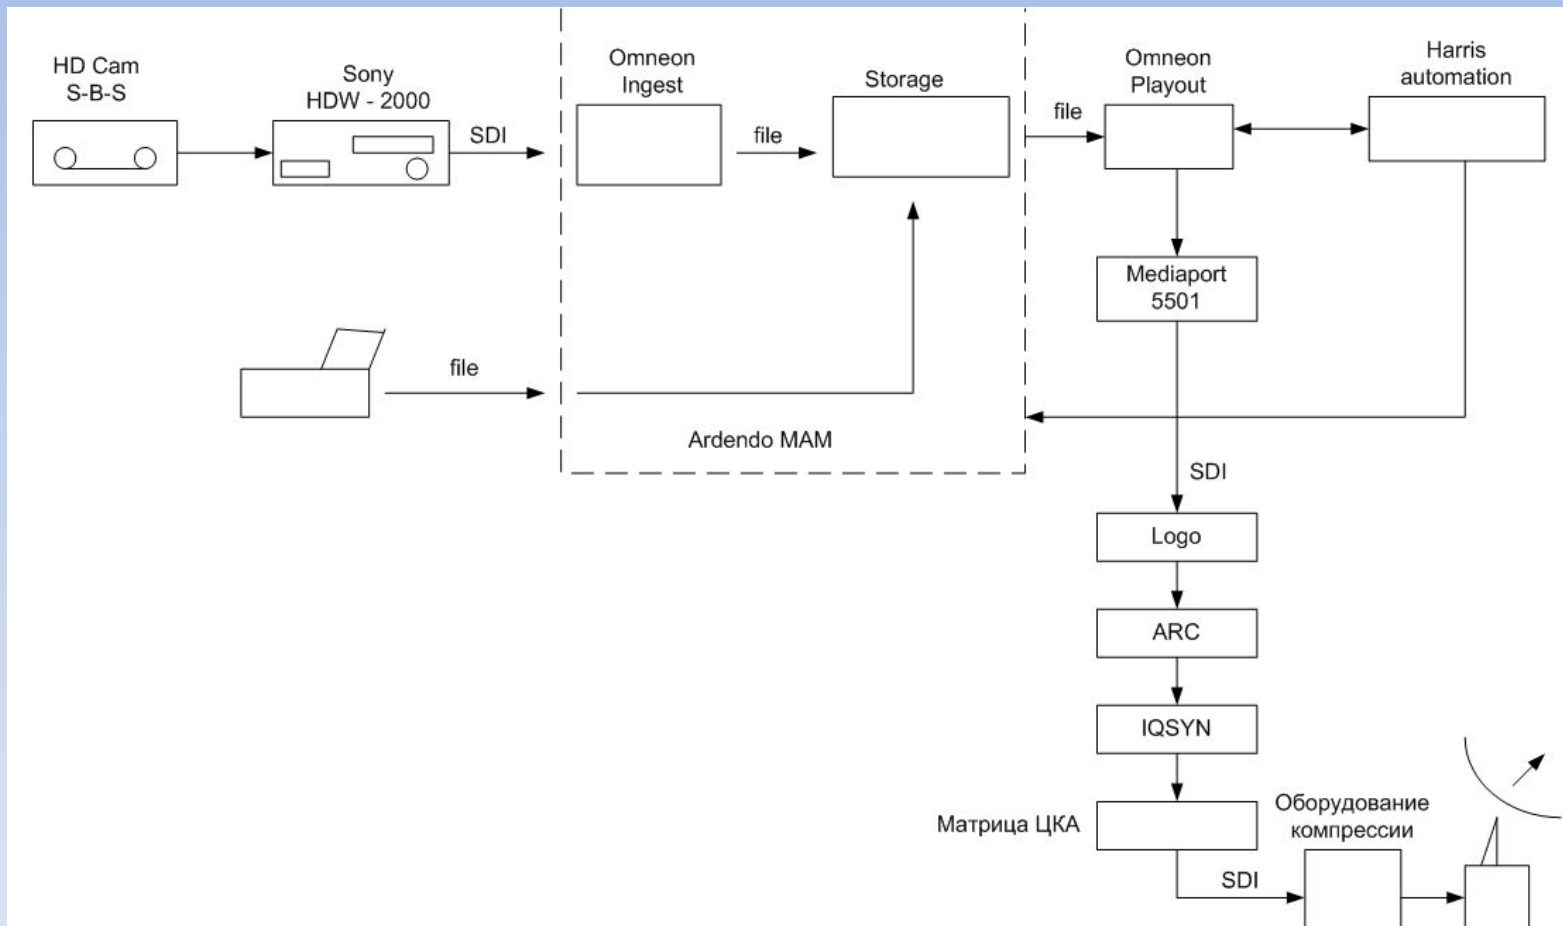 HD Cam
S-B-S
Sony
HDW - 2000
SDI
Omneon
Ingest
file
Storage
file
Omneon
Playout
Harris
automation
Mediaport
5501
file
Ardendo MAM
SDI
Logo
ARC
IQSYN
Матрица ЦКА
Оборудование
компрессии
SDI